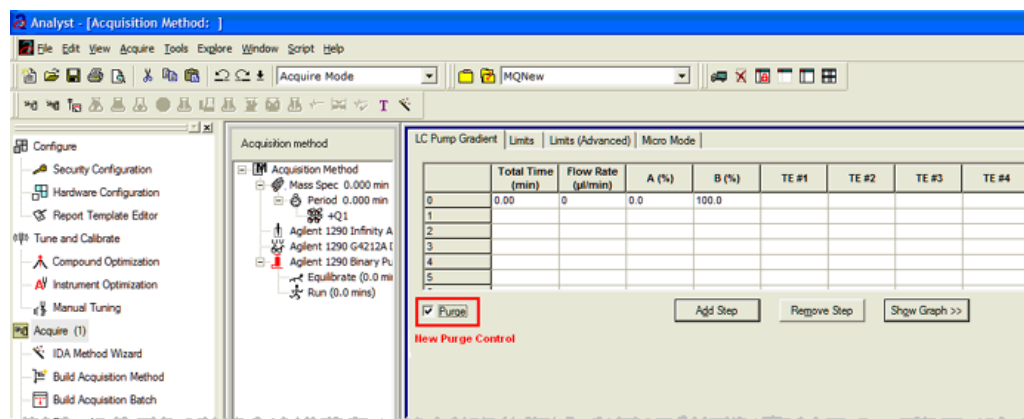 Analyst - [Acquisition Method: ]
File Edit View Acquire Tools Explore Window Script Help
Acquire Mode
MQNew
Configure
Security Configuration
Hardware Configuration
Report Template Editor
Tune and Calibrate
Compound Optimization
Instrument Optimization
Manual Tuning
Acquire (1)
IDA Method Wizard
Build Acquisition Method
Build Acquisition Batch
Acquisition method
Acquisition Method
Mass Spec 0.000 min
Period 0.000 min
+Q1
Agilent 1290 Infinity A
Agilent 1290 G4212A D
Agilent 1290 Binary Pu
Equilibrate (0.0 mi
Run (0.0 mins)
LC Pump Gradient Limits Limits (Advanced) Micro Mode
Total Time (min) Flow Rate (µl/min) A (%) B (%) TE #1 TE #2 TE #3 TE #4
0 0.00 0 0.0 100.0
1
2
3
4
5
Purge Add Step Remove Step Show Graph >>
New Purge Control